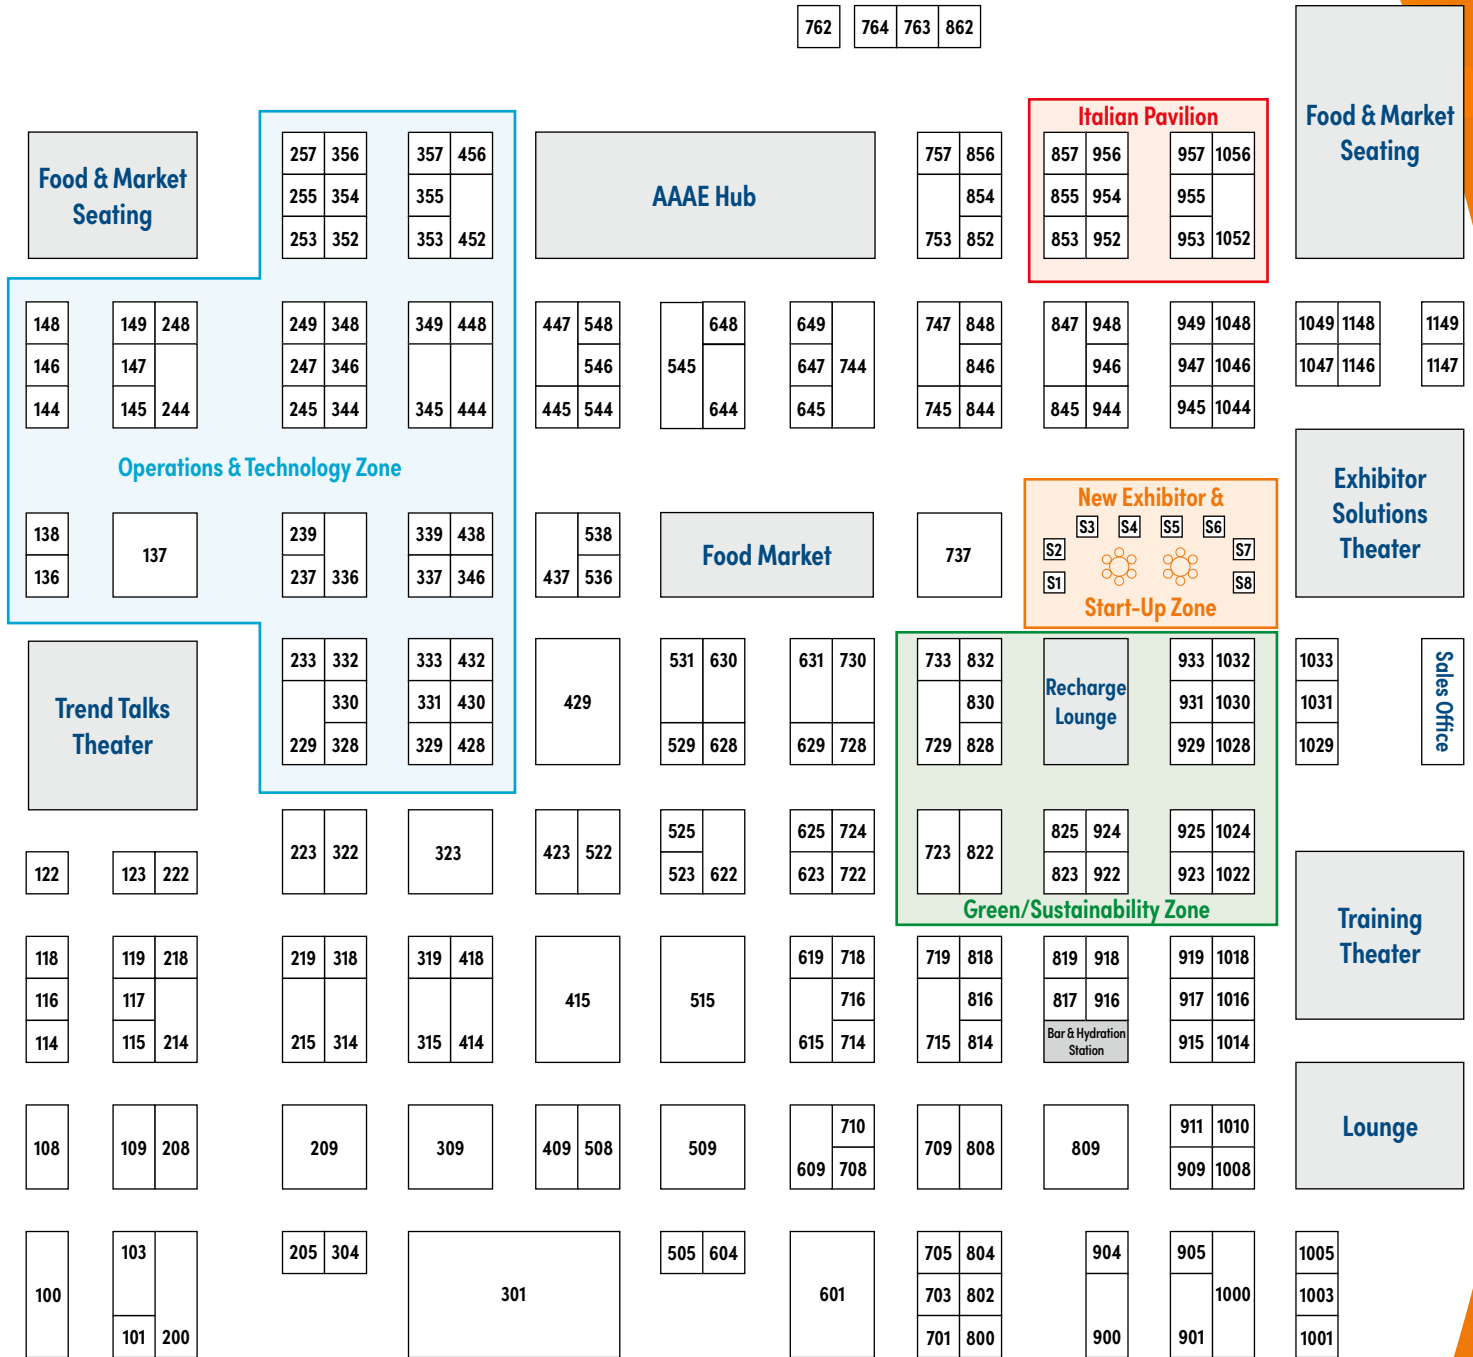 762 764 763 862
Italian Pavilion
Food & Market
Seating
257 356 357 456
757 856 857 956 957 1056
Food & Market
Seating
255 354 355
AAAE Hub
854 855 954 955
253 352 353 452
753 852 853 952 953 1052
148 149 248 249 348 349 448 447 548 648 649 747 848 847 948 949 1048 1049 1148 1149
146 147 247 346 546 545 647 744 846 946 947 1046 1047 1146 1147
144 145 244 245 344 345 444 445 544 644 645 745 844 845 944 945 1044
Operations & Technology Zone
Exhibitor
Solutions
Theater
New Exhibitor &
S3 S4 S5 S6
S2 S7
S1 S8
Start-Up Zone
138 239 339 438 538
137
Food Market
737
136 237 336 337 346 437 536
Trend Talks
Theater
233 332 333 432 531 630 631 730 733 832
Recharge
Lounge
933 1032 1033
330 331 430 429 830 931 1030 1031
229 328 329 428 529 628 629 728 729 828 929 1028 1029
Sales Office
525 625 724 825 924 925 1024
223 322 323 423 522 723 822
122 123 222 523 622 623 722 823 922 923 1022
Green/Sustainability Zone
Training
Theater
118 119 218 219 318 319 418 619 718 719 818 819 918 919 1018
116 117 415 515 716 816 817 916 917 1016
114 115 214 215 314 315 414 615 714 715 814
Bar & Hydration
Station
915 1014
710 911 1010
108 109 208 209 309 409 508 509 709 808 809
Lounge
609 708 909 1008
103 205 304 505 604 705 804 904 905 1005
100 301 601 703 802 1000 1003
101 200 701 800 900 901 1001